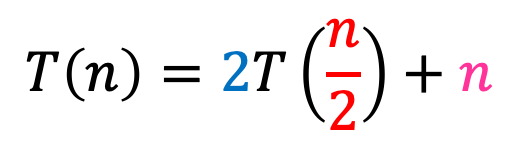 T(n) = 2T(n/2) + n